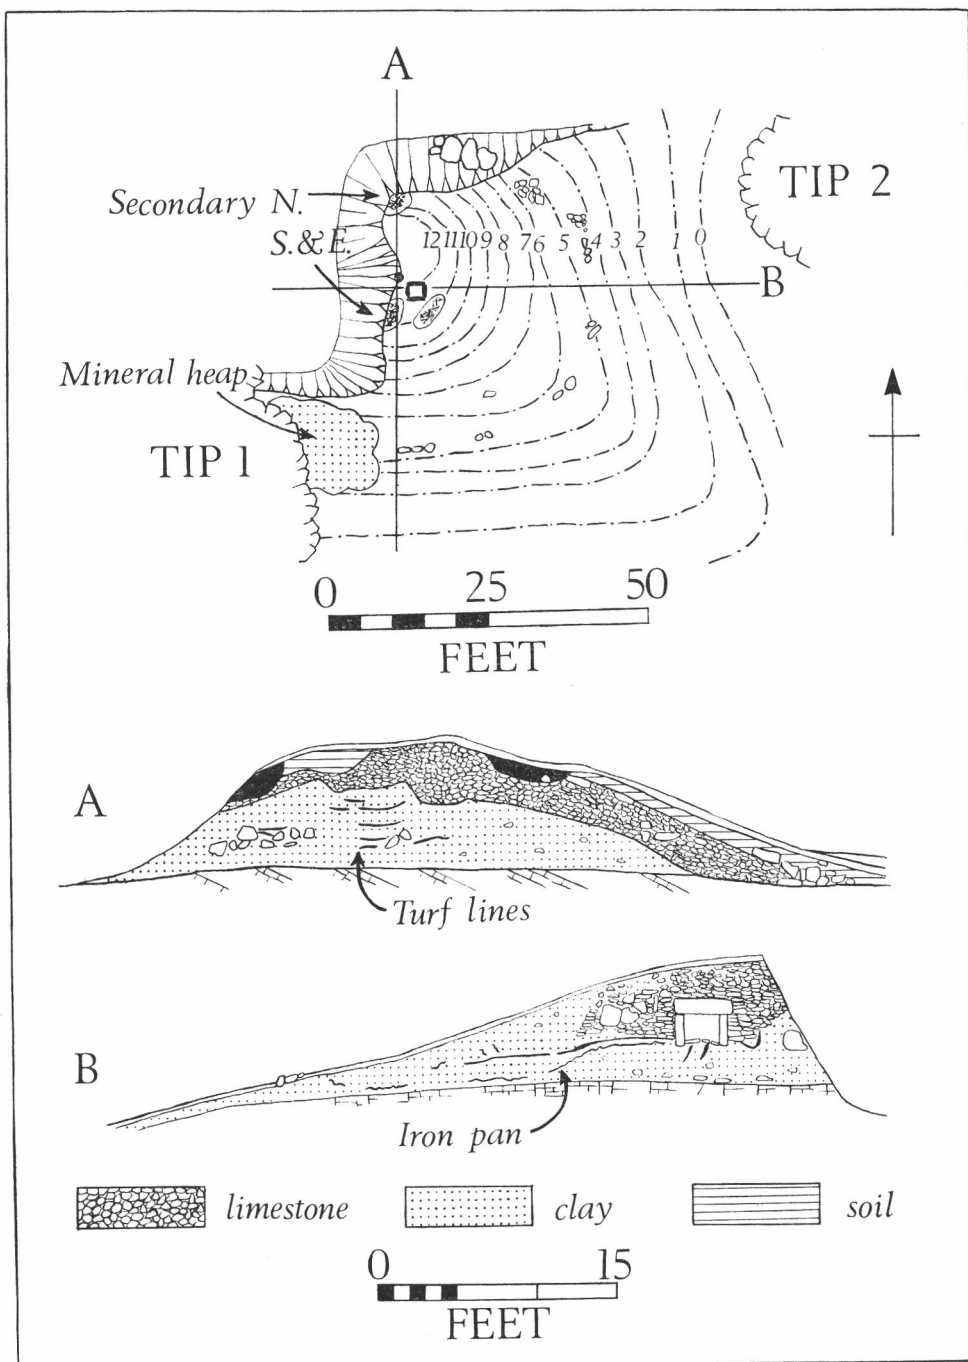 A
Secondary N.
S.&E.
TIP 2
12 11 10 9 8 7 6 5 4 3 2 1 0
B
Mineral heap
TIP 1
0 25 50
FEET
A
Turf lines
B
Iron pan
limestone clay soil
0 15
FEET